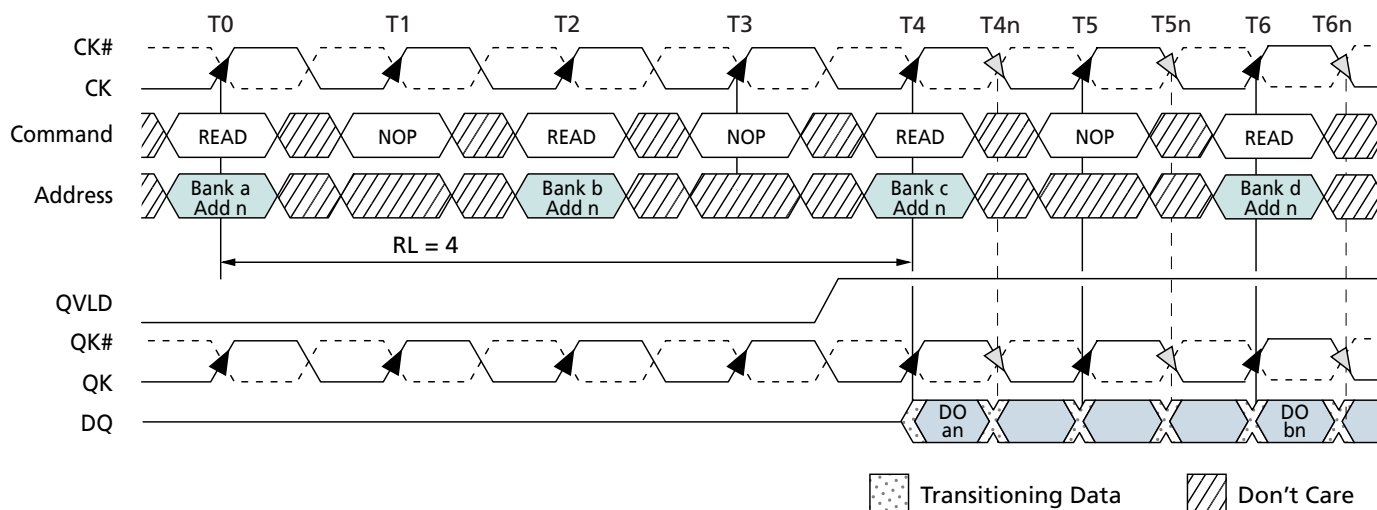 T0 T1 T2 T3 T4 T4n T5 T5n T6 T6n
CK#
CK
Command READ NOP READ NOP READ NOP READ
Address Bank a Add n Bank b Add n Bank c Add n Bank d Add n
RL = 4
QVLD
QK#
QK
DQ DO an DO bn
Transitioning Data Don't Care